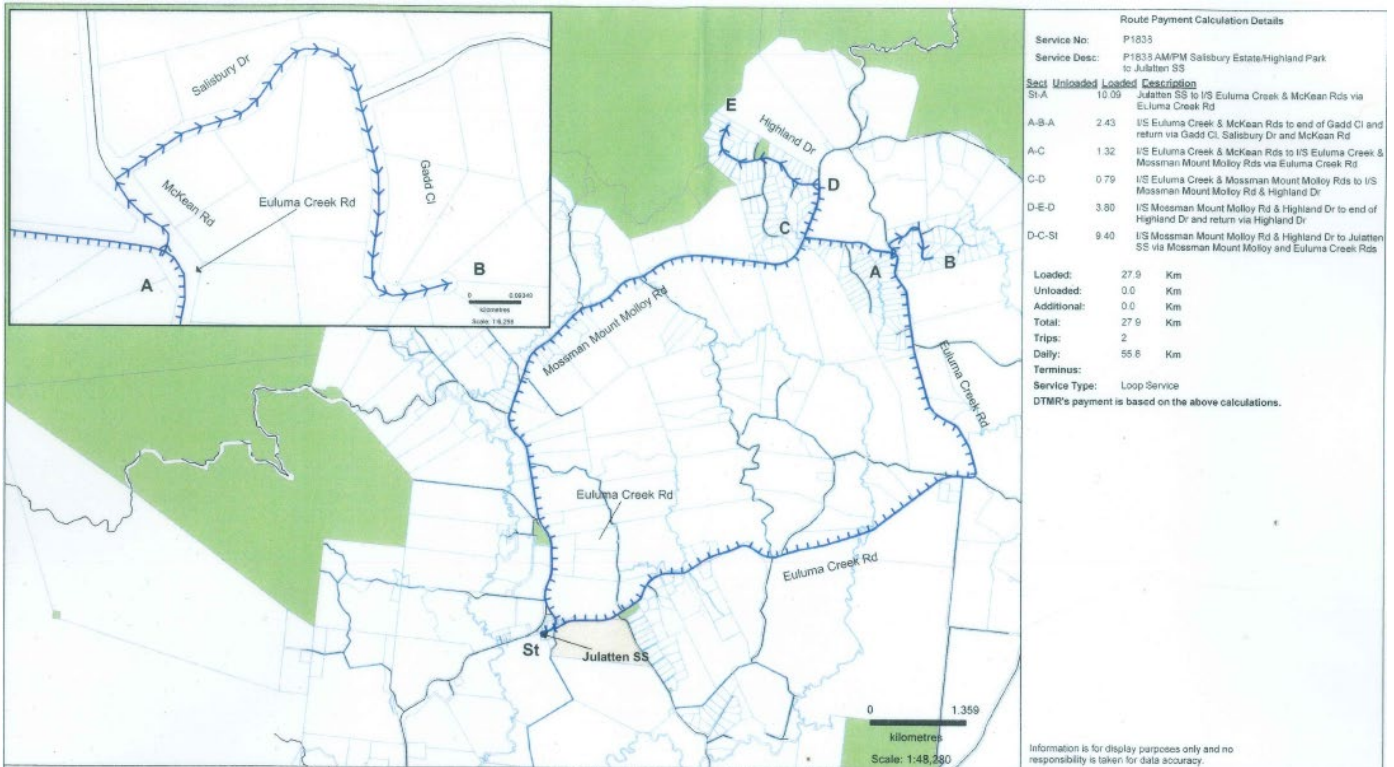 Salisbury Dr
McKean Rd
Euluma Creek Rd
Gadd Cl
A
B
kilometres
E
Highland Dr
D
C
A
B
Mossman Mount Molloy Rd
Euluma Creek Rd
Euluma Creek Rd
Euluma Creek Rd
St
Julatten SS
0 1.359
kilometres
Scale: 1:48,280
Route Payment Calculation Details
Service No: P1838
Service Desc: P1838 AM/PM Salisbury Estate/Highland Park
to Julatten SS
Sect Unloaded Loaded Description
St-A 10.09 Julatten SS to I/S Euluma Creek & McKean Rds via
Euluma Creek Rd
A-B-A 2.43 I/S Euluma Creek & McKean Rds to end of Gadd Cl and
return via Gadd Cl, Salisbury Dr and McKean Rd
A-C 1.32 I/S Euluma Creek & McKean Rds to I/S Euluma Creek &
Mossman Mount Molloy Rds via Euluma Creek Rd
C-D 0.79 I/S Euluma Creek & Mossman Mount Molloy Rds to I/S
Mossman Mount Molloy Rd & Highland Dr
D-E-D 3.80 I/S Mossman Mount Molloy Rd & Highland Dr to end of
Highland Dr and return via Highland Dr
D-C-St 9.40 I/S Mossman Mount Molloy Rd & Highland Dr to Julatten
SS via Mossman Mount Molloy and Euluma Creek Rds
Loaded: 27.9 Km
Unloaded: 0.0 Km
Additional: 0.0 Km
Total: 27.9 Km
Trips: 2
Daily: 55.8 Km
Terminus:
Service Type: Loop Service
DTMR's payment is based on the above calculations.
Information is for display purposes only and no
responsibility is taken for data accuracy.